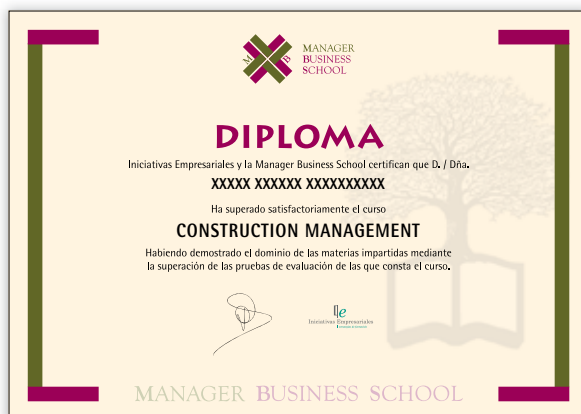 M B
MANAGER
BUSINESS
SCHOOL
DIPLOMA
Iniciativas Empresariales y la Manager Business School certifican que D. / Dña.
XXXXX XXXXXX XXXXXXXXXX
Ha superado satisfactoriamente el curso
CONSTRUCTION MANAGEMENT
Habiendo demostrado el dominio de las materias impartidas mediante
la superación de las pruebas de evaluación de las que consta el curso.
Iniciativas Empresariales
MANAGER BUSINESS SCHOOL